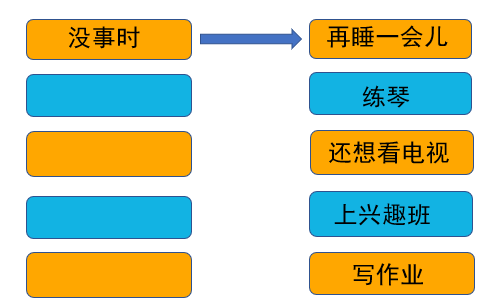 没事时
再睡一会儿
练琴
还想看电视
上兴趣班
写作业